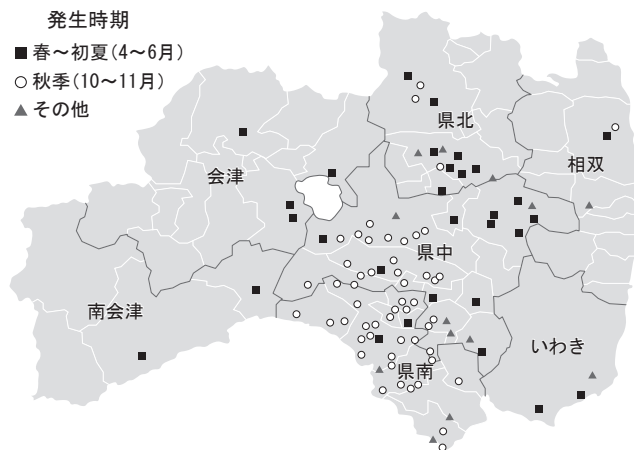 発生時期
■春～初夏(4～6月)
○秋季(10～11月)
▲その他
県北
相双
会津
県中
南会津
いわき
県南